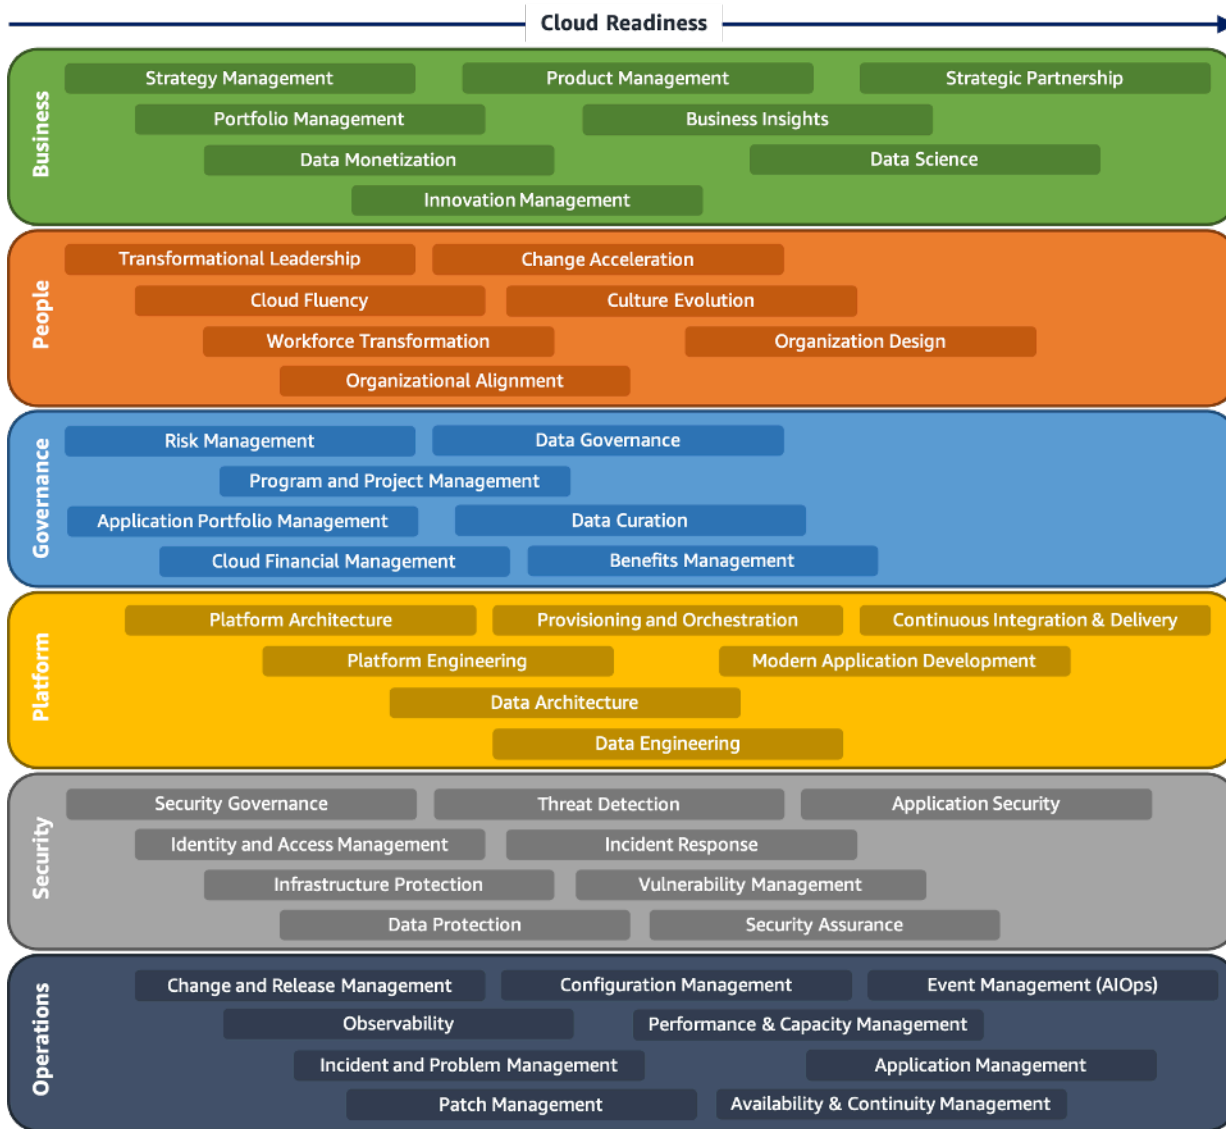 Cloud Readiness
Business
Strategy Management
Product Management
Strategic Partnership
Portfolio Management
Business Insights
Data Monetization
Data Science
Innovation Management
People
Transformational Leadership
Change Acceleration
Cloud Fluency
Culture Evolution
Workforce Transformation
Organization Design
Organizational Alignment
Governance
Risk Management
Data Governance
Program and Project Management
Application Portfolio Management
Data Curation
Cloud Financial Management
Benefits Management
Platform
Platform Architecture
Provisioning and Orchestration
Continuous Integration & Delivery
Platform Engineering
Modern Application Development
Data Architecture
Data Engineering
Security
Security Governance
Threat Detection
Application Security
Identity and Access Management
Incident Response
Infrastructure Protection
Vulnerability Management
Data Protection
Security Assurance
Operations
Change and Release Management
Configuration Management
Event Management (AIOps)
Observability
Performance & Capacity Management
Incident and Problem Management
Application Management
Patch Management
Availability & Continuity Management